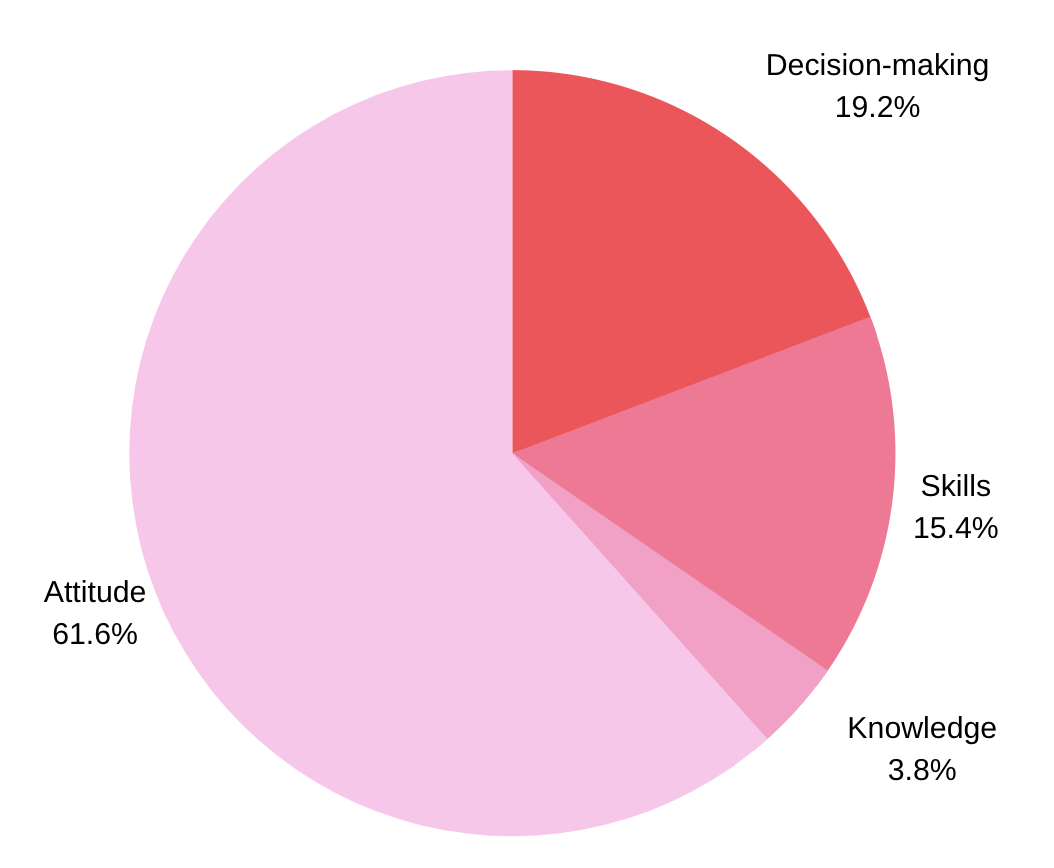 Decision-making
19.2%
Skills
15.4%
Attitude
61.6%
Knowledge
3.8%